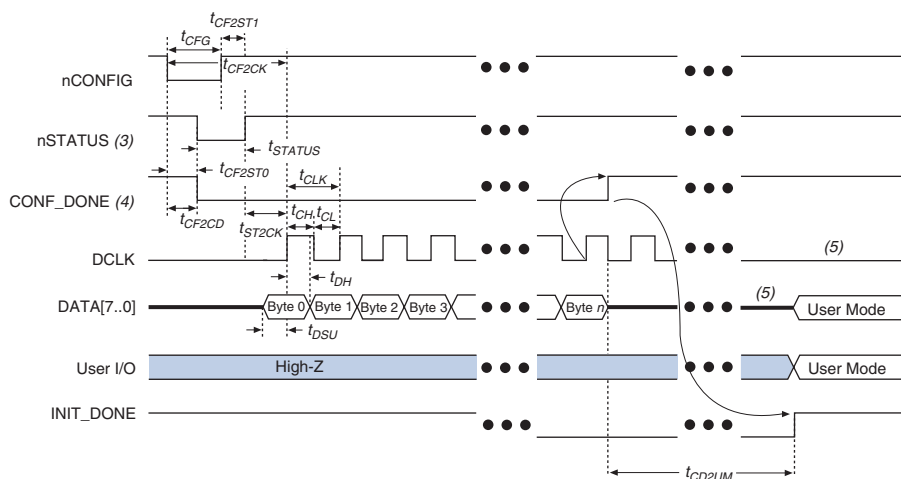 tCF2ST1
tCFG
tCF2CK
nCONFIG
nSTATUS (3)
tSTATUS
tCF2ST0
tCLK
CONF_DONE (4)
tCF2CD
tST2CK
tCH
tCL
DCLK
(5)
tDH
DATA[7..0]
Byte 0
Byte 1
Byte 2
Byte 3
Byte n
(5)
User Mode
tDSU
User I/O
High-Z
User Mode
INIT_DONE
tCD2UM